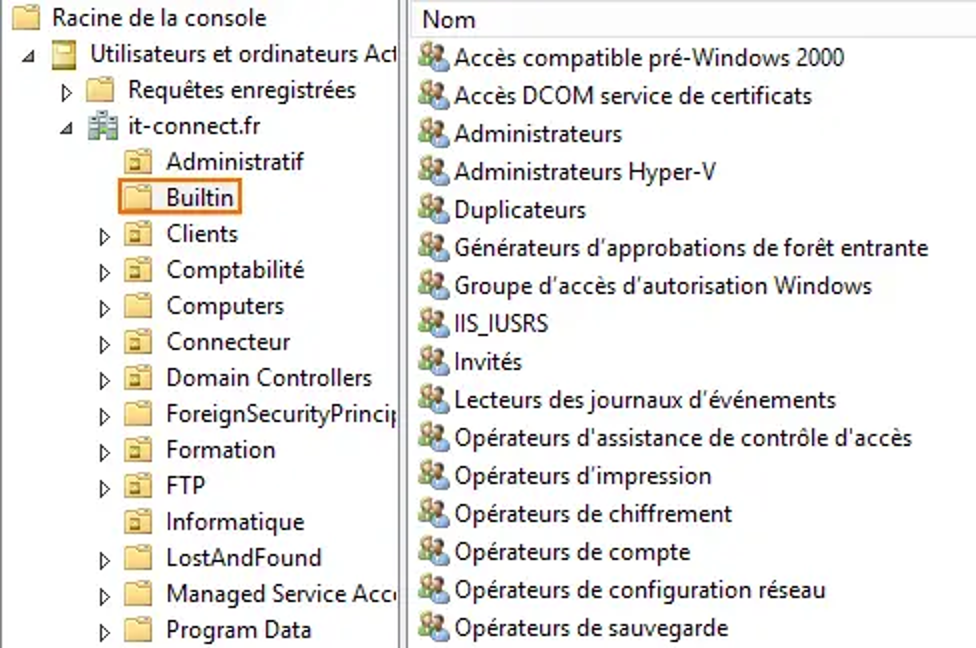 Racine de la console
Utilisateurs et ordinateurs Act
Requêtes enregistrées
it-connect.fr
Administratif
Builtin
Clients
Comptabilité
Computers
Connecteur
Domain Controllers
ForeignSecurityPrincip
Formation
FTP
Informatique
LostAndFound
Managed Service Acc
Program Data
Nom
Accès compatible pré-Windows 2000
Accès DCOM service de certificats
Administrateurs
Administrateurs Hyper-V
Duplicateurs
Générateurs d'approbations de forêt entrante
Groupe d'accès d'autorisation Windows
IIS_IUSRS
Invités
Lecteurs des journaux d'événements
Opérateurs d'assistance de contrôle d'accès
Opérateurs d'impression
Opérateurs de chiffrement
Opérateurs de compte
Opérateurs de configuration réseau
Opérateurs de sauvegarde